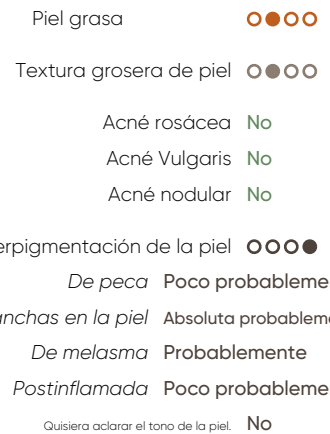 Piel grasa
Textura grosera de piel
Acné rosácea No
Acné Vulgaris No
Acné nodular No
erpigmentación de la piel
De peca Poco probableme
anchas en la piel Absoluta probableme
De melasma Probablemente
Postinflamada Poco probableme
Quisiera aclarar el tono de la piel. No